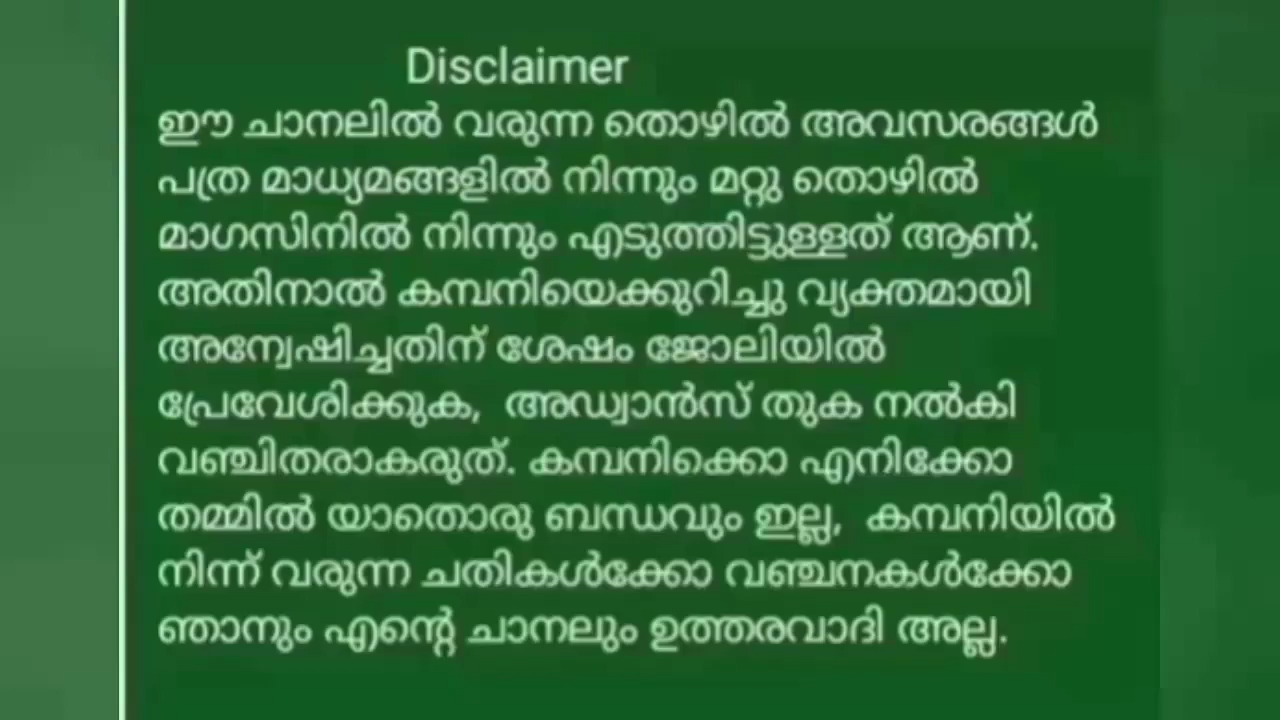 Disclaimer
ഈ ചാനലിൽ വരുന്ന തൊഴിൽ അവസരങ്ങൾ
പത്ര മാധ്യമങ്ങളിൽ നിന്നും മറ്റു തൊഴിൽ
മാഗസിനിൽ നിന്നും എടുത്തിട്ടുള്ളത് ആണ്.
അതിനാൽ കമ്പനിയെക്കുറിച്ചു വ്യക്തമായി
അന്വേഷിച്ചതിന് ശേഷം ജോലിയിൽ
പ്രേവേശിക്കുക, അഡ്വാൻസ് തുക നൽകി
വഞ്ചിതരാകരുത്. കമ്പനിക്കൊ എനിക്കോ
തമ്മിൽ യാതൊരു ബന്ധവും ഇല്ല, കമ്പനിയിൽ
നിന്ന് വരുന്ന ചതികൾക്കോ വഞ്ചനകൾക്കോ
ഞാനും എന്റെ ചാനലും ഉത്തരവാദി അല്ല.